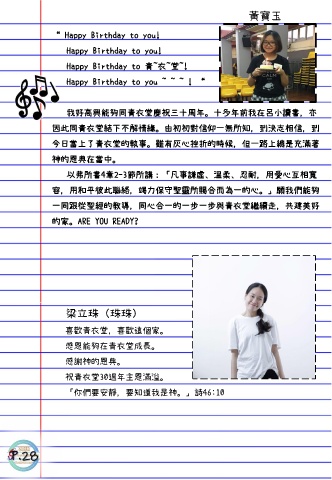 黃寶玉
“ Happy Birthday to you!
Happy Birthday to you!
Happy Birthday to 青~衣~堂~!
Happy Birthday to you ~ ~ ~ ! “
我好高興能夠同青衣堂慶祝三十周年。十多年前我在呂小讀書，亦
因此同青衣堂結下不解情緣。由初初對信仰一無所知，到決志相信，到
今日當上了青衣堂的執事。雖有灰心挫折的時候，但一路上總是充滿著
神的恩典在當中。
以弗所書4章2-3節所講：「凡事謙虛、溫柔、忍耐，用愛心互相寬
容，用和平彼此聯絡，竭力保守聖靈所賜合而為一的心。」願我們能夠
一同跟從聖經的教導，同心合一的一步一步與青衣堂繼續走，共建美好
的家。ARE YOU READY?
梁立珠（珠珠）
喜歡青衣堂，喜歡這個家。
感恩能夠在青衣堂成長。
感謝神的恩典。
祝青衣堂30週年主恩滿溢。
「你們要安靜，要知道我是神。」詩46:10
P.28